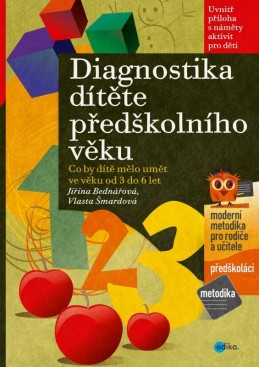 Uvnitř
příloha
s náměty
aktivit
pro děti
Diagnostika
dítěte
předškolního
věku
Co by dítě mělo umět
ve věku od 3 do 6 let
Jiřina Bednářová,
Vlasta Šmardová
123
moderní
metodika
pro rodiče
a učitele
předškoláci
metodika
edika.